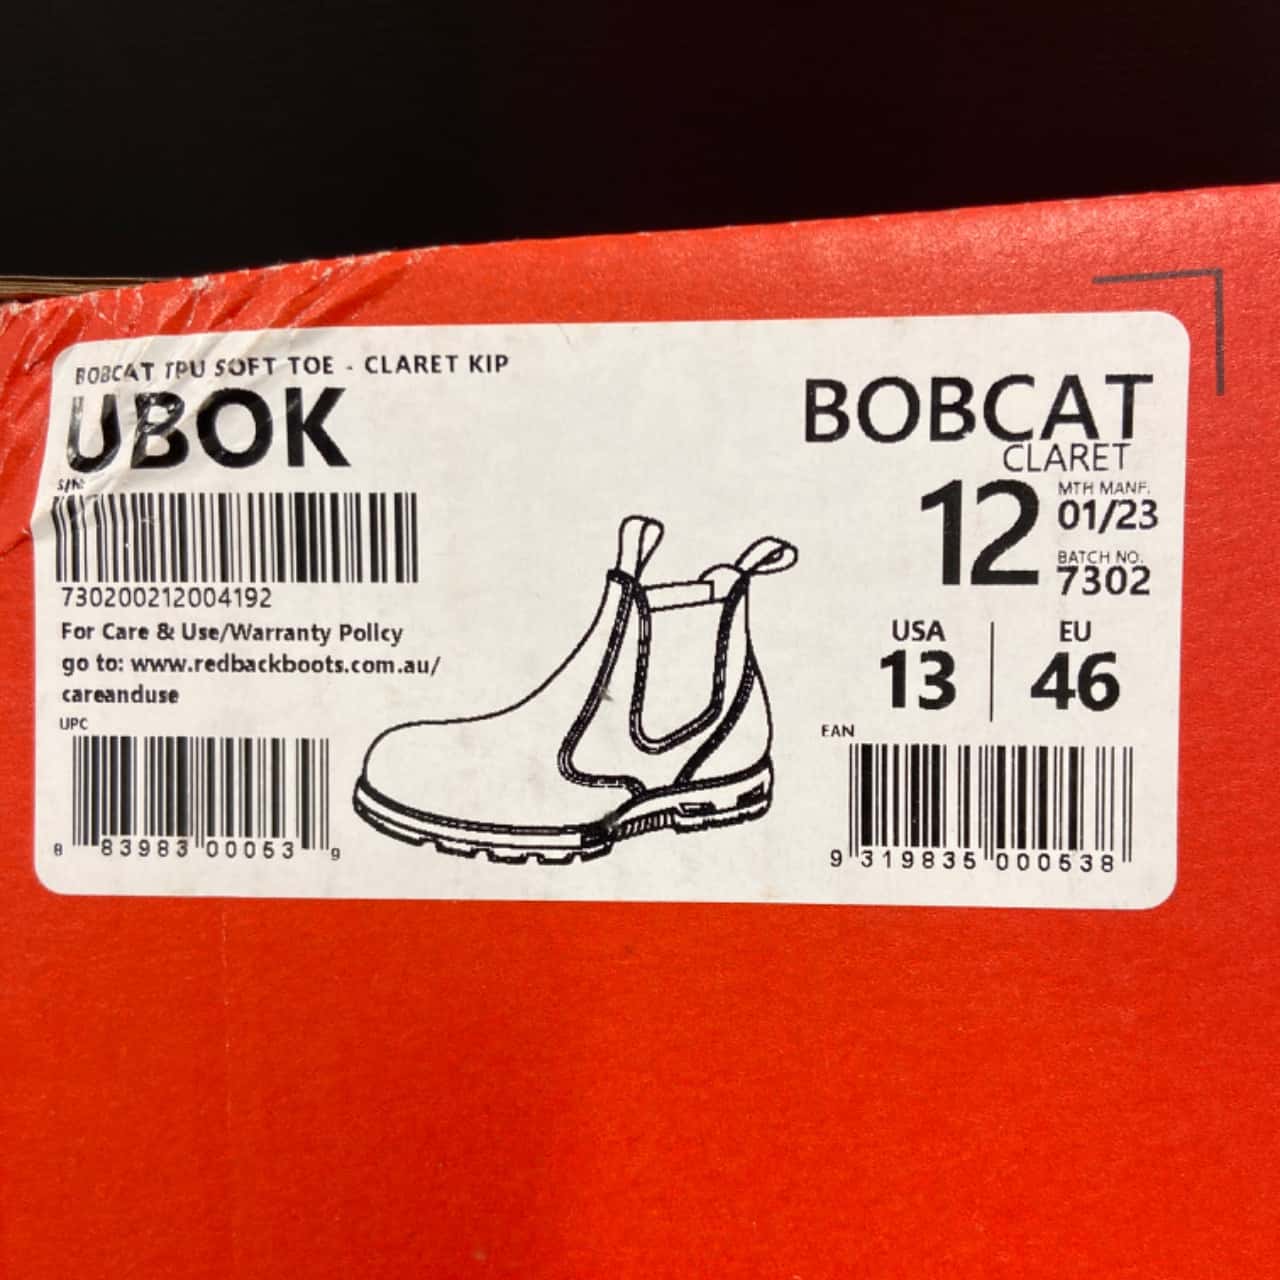 BOBCAT TPU SOFT TOE - CLARET KIP
UBOK
S/N:
730200212004192
For Care & Use/Warranty Policy
go to: www.redbackboots.com.au/
careanduse
UPC
8 83983 00053 9
BOBCAT
CLARET
12
MTH MANF.
01/23
BATCH NO.
7302
USA
13
EU
46
EAN
9 319835 000538